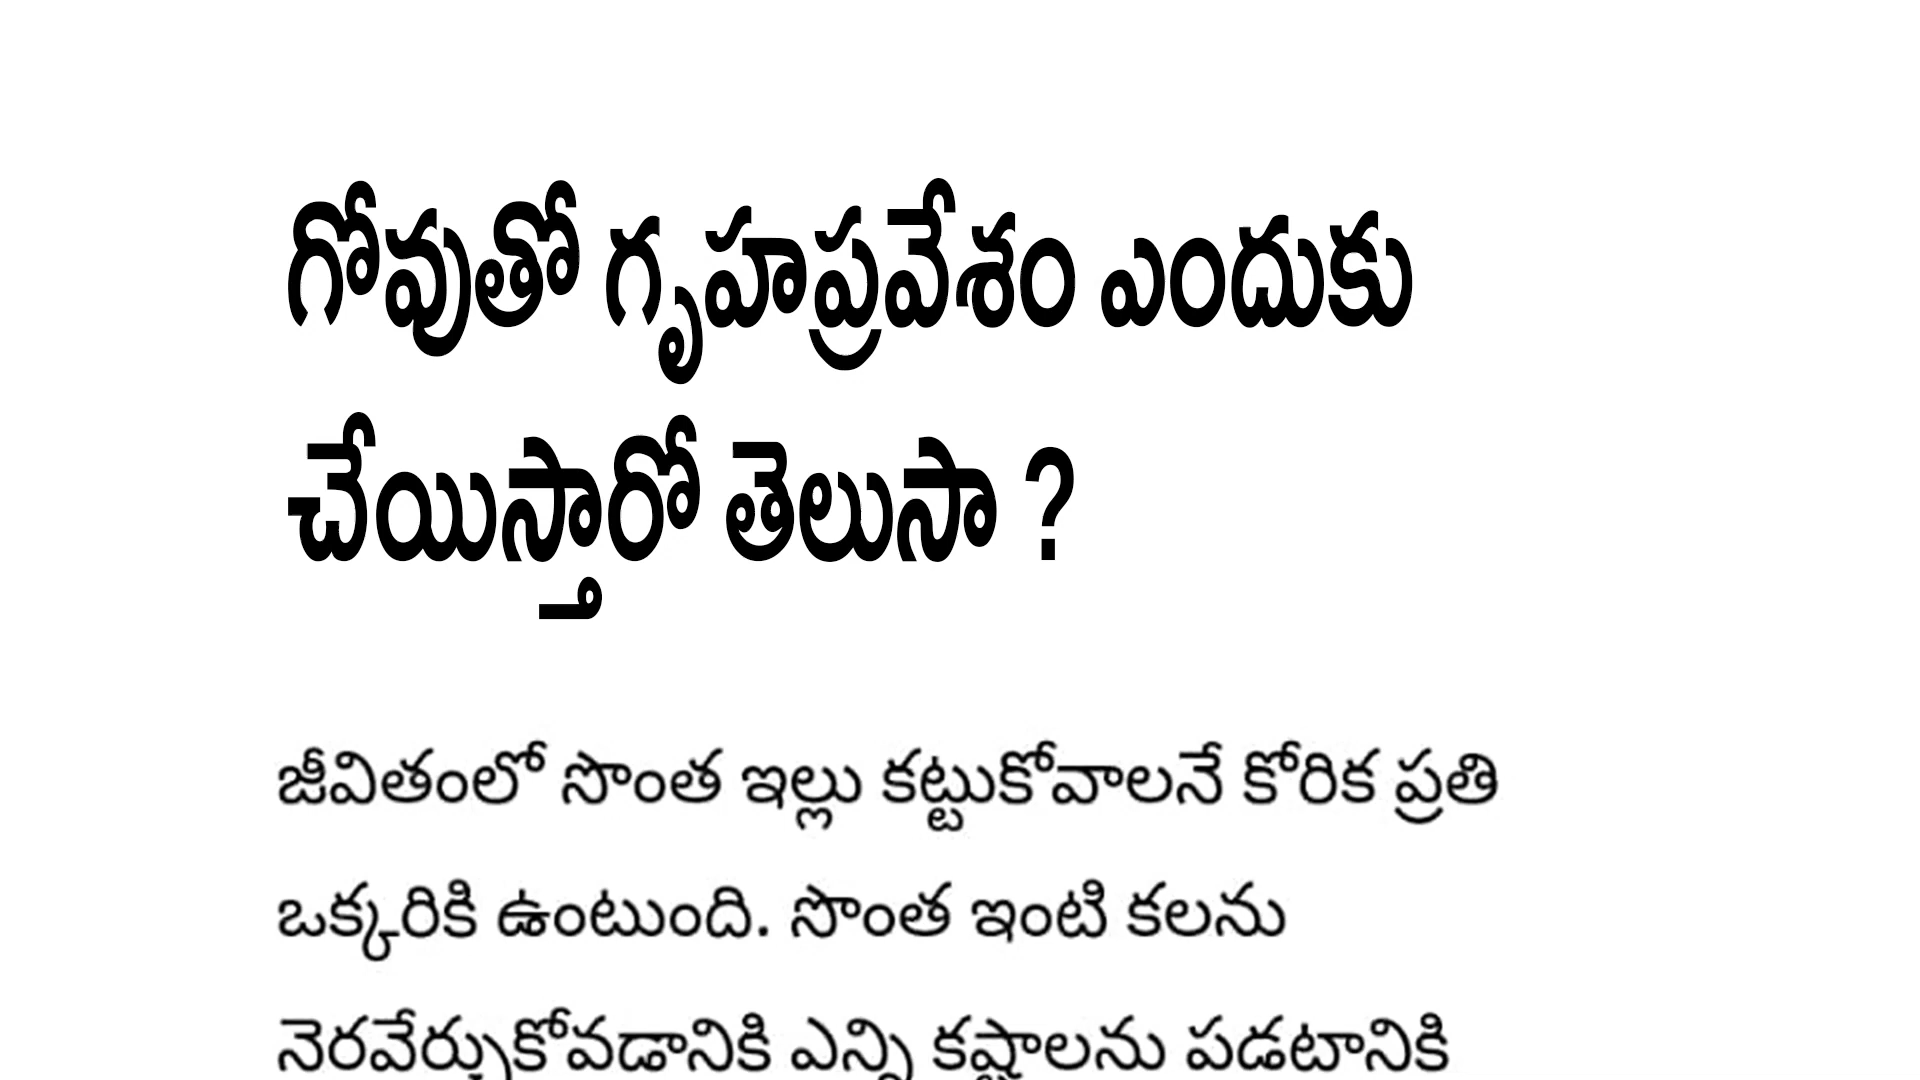 గోవుతో గృహప్రవేశం ఎందుకు
చేయిస్తారో తెలుసా ?
జీవితంలో సొంత ఇల్లు కట్టుకోవాలనే కోరిక ప్రతి
ఒక్కరికి ఉంటుంది. సొంత ఇంటి కలను
నెరవేర్చుకోవడానికి ఎన్ని కష్టాలను పడటానికి